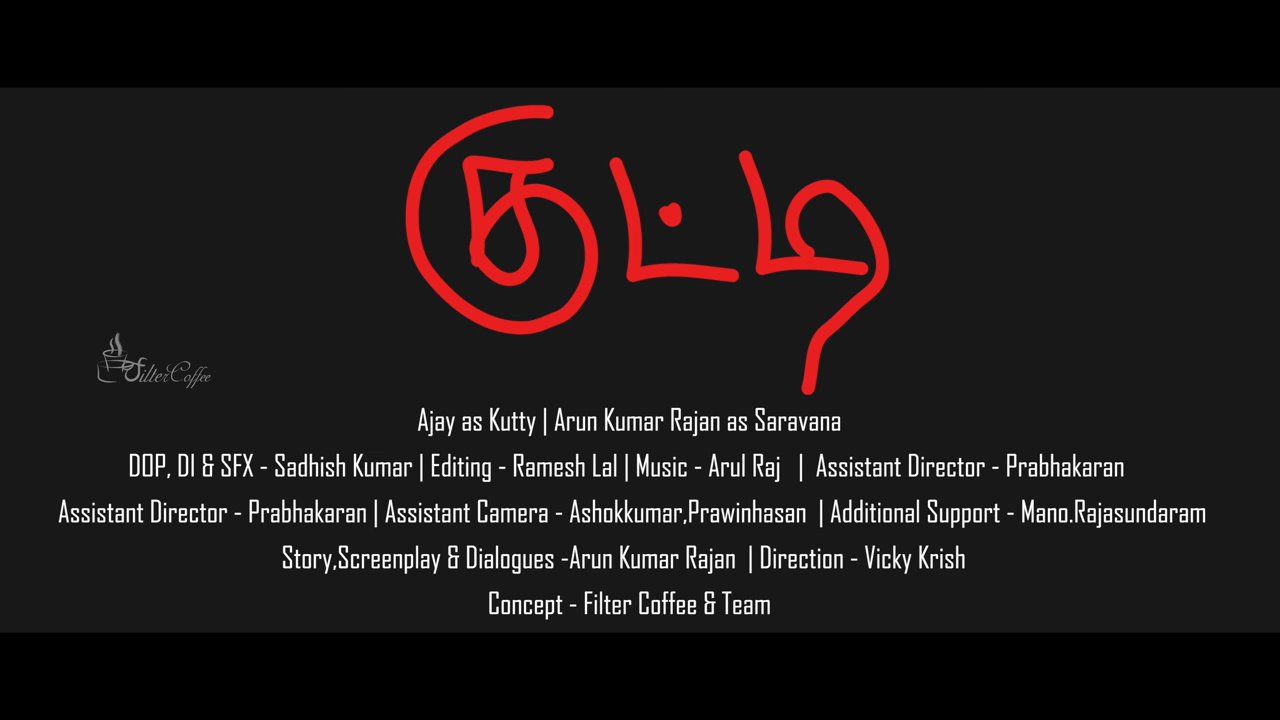 குட்டி
Filter Coffee
Ajay as Kutty | Arun Kumar Rajan as Saravana
DOP, DI & SFX - Sadhish Kumar | Editing - Ramesh Lal | Music - Arul Raj | Assistant Director - Prabhakaran
Assistant Director - Prabhakaran | Assistant Camera - Ashokkumar,Prawinhasan | Additional Support - Mano.Rajasundaram
Story,Screenplay & Dialogues -Arun Kumar Rajan | Direction - Vicky Krish
Concept - Filter Coffee & Team